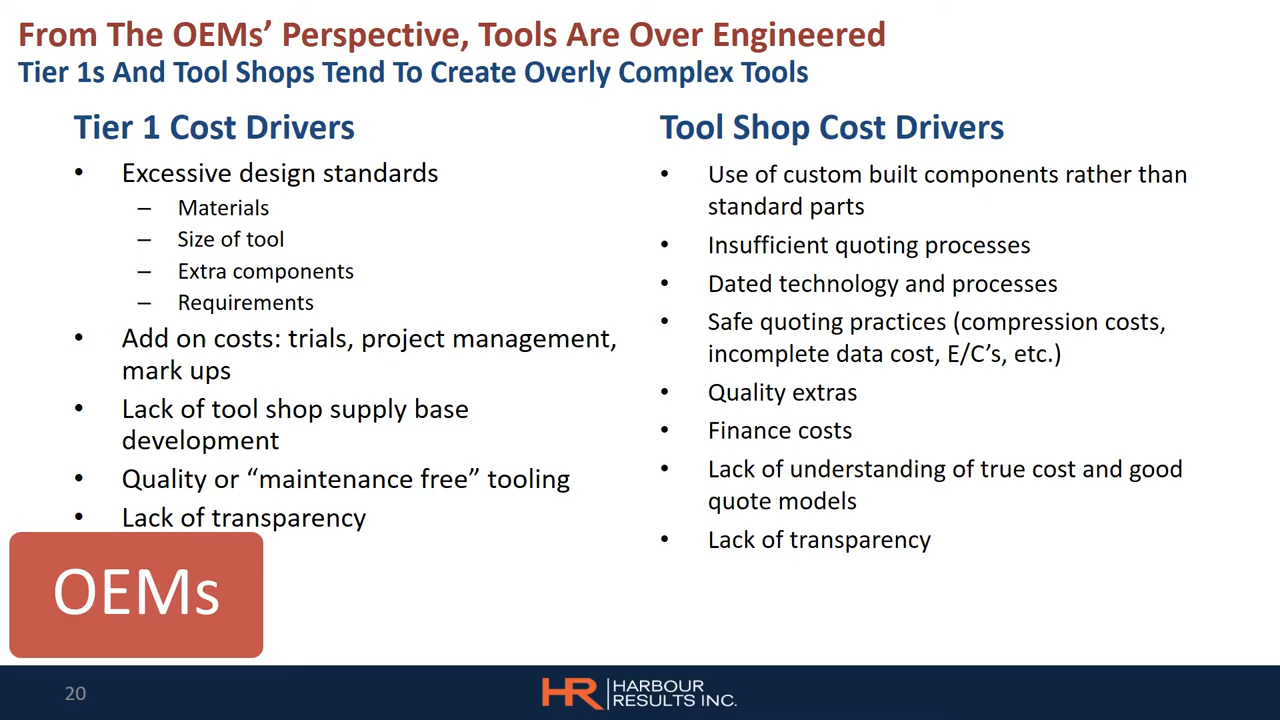 From The OEMs’ Perspective, Tools Are Over Engineered
Tier 1s And Tool Shops Tend To Create Overly Complex Tools
Tier 1 Cost Drivers
• Excessive design standards
– Materials
– Size of tool
– Extra components
– Requirements
• Add on costs: trials, project management,
mark ups
• Lack of tool shop supply base
development
• Quality or “maintenance free” tooling
• Lack of transparency
Tool Shop Cost Drivers
• Use of custom built components rather than
standard parts
• Insufficient quoting processes
• Dated technology and processes
• Safe quoting practices (compression costs,
incomplete data cost, E/C’s, etc.)
• Quality extras
• Finance costs
• Lack of understanding of true cost and good
quote models
• Lack of transparency
OEMs
20
HR HARBOUR
RESULTS INC.